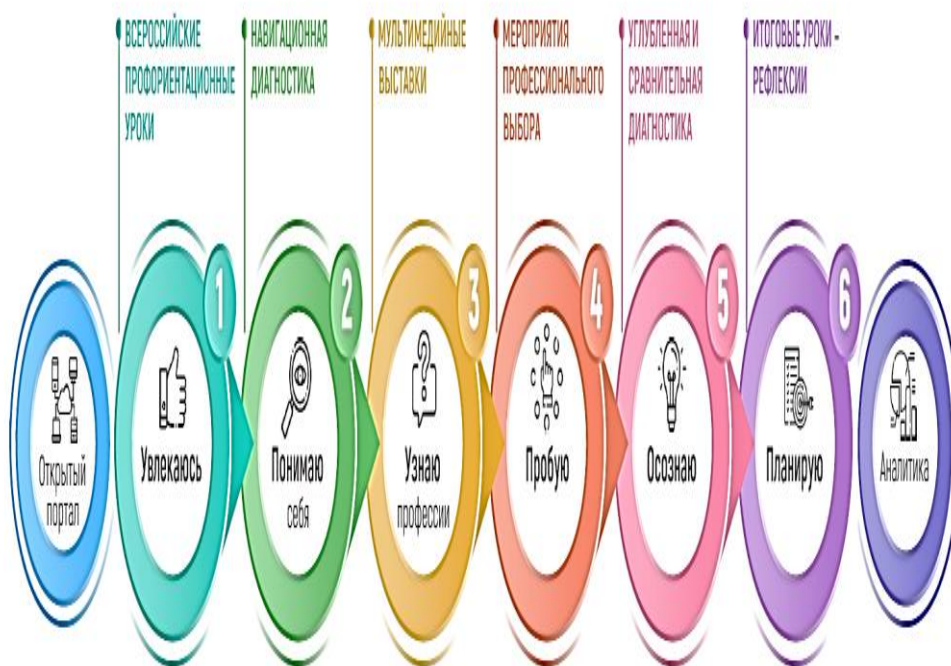 ВСЕРОССИЙСКИЕ
ПРОФОРИЕНТАЦИОННЫЕ
УРОКИ
НАВИГАЦИОННАЯ
ДИАГНОСТИКА
МУЛЬТИМЕДИЙНЫЕ
ВЫСТАВКИ
МЕРОПРИЯТИЯ
ПРОФЕССИОНАЛЬНОГО
ВЫБОРА
УГЛУБЛЕННАЯ И
СРАВНИТЕЛЬНАЯ
ДИАГНОСТИКА
ИТОГОВЫЕ УРОКИ –
РЕФЛЕКСИИ
Открытый
портал
1
Увлекаюсь
2
Понимаю
себя
3
Узнаю
профессии
4
Пробую
5
Осознаю
6
Планирую
Аналитика